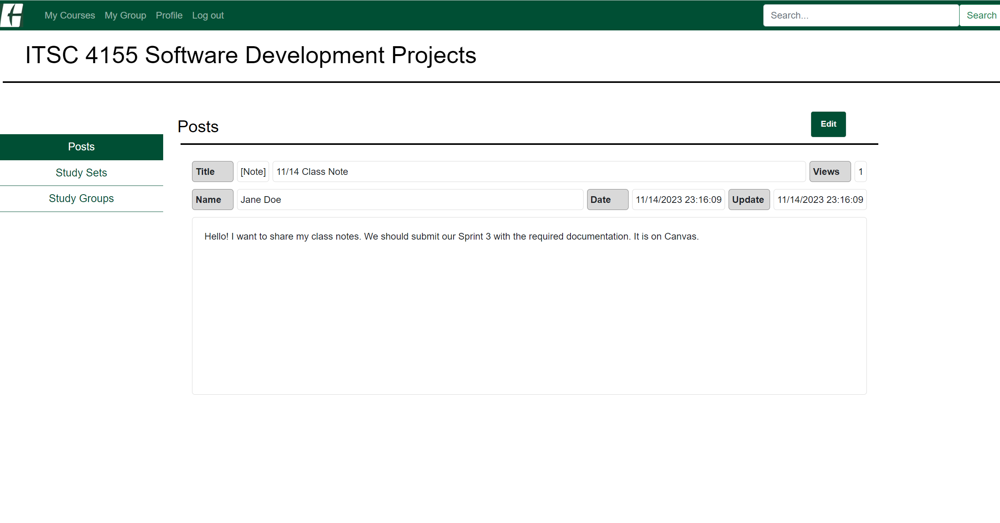 My Courses My Group Profile Log out Search... Search
ITSC 4155 Software Development Projects
Posts Edit
Posts
Study Sets
Study Groups
Title [Note] 11/14 Class Note Views 1
Name Jane Doe Date 11/14/2023 23:16:09 Update 11/14/2023 23:16:09
Hello! I want to share my class notes. We should submit our Sprint 3 with the required documentation. It is on Canvas.